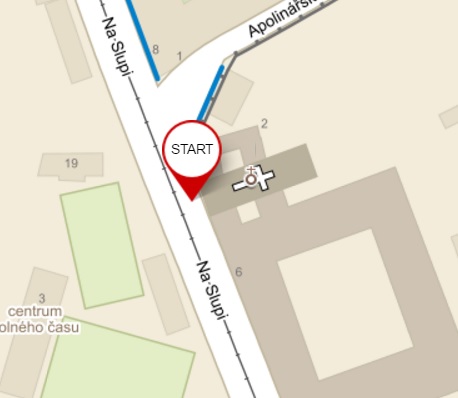 Na Slupi
8
1
Apolinářsk
START
2
19
6
Na Slupi
3
centrum
olného času